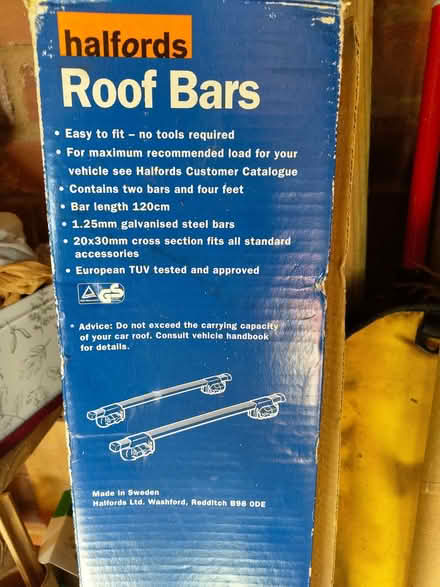 halfords
Roof Bars
• Easy to fit – no tools required
• For maximum recommended load for your
vehicle see Halfords Customer Catalogue
• Contains two bars and four feet
• Bar length 120cm
• 1.25mm galvanised steel bars
• 20x30mm cross section fits all standard
accessories
• European TUV tested and approved
• Advice: Do not exceed the carrying capacity
of your car roof. Consult vehicle handbook
for details.
Made in Sweden
Halfords Ltd. Washford, Redditch B98 0DE